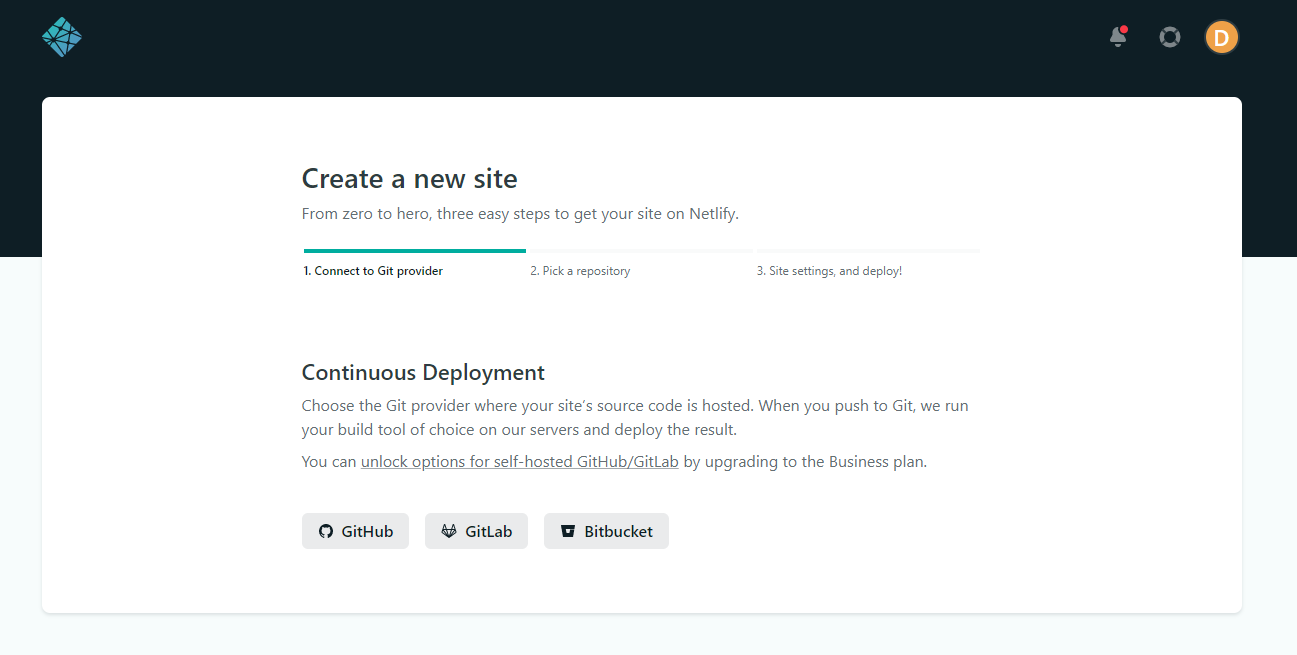 D
Create a new site
From zero to hero, three easy steps to get your site on Netlify.
1. Connect to Git provider
2. Pick a repository
3. Site settings, and deploy!
Continuous Deployment
Choose the Git provider where your site’s source code is hosted. When you push to Git, we run
your build tool of choice on our servers and deploy the result.
You can unlock options for self-hosted GitHub/GitLab by upgrading to the Business plan.
GitHub
GitLab
Bitbucket